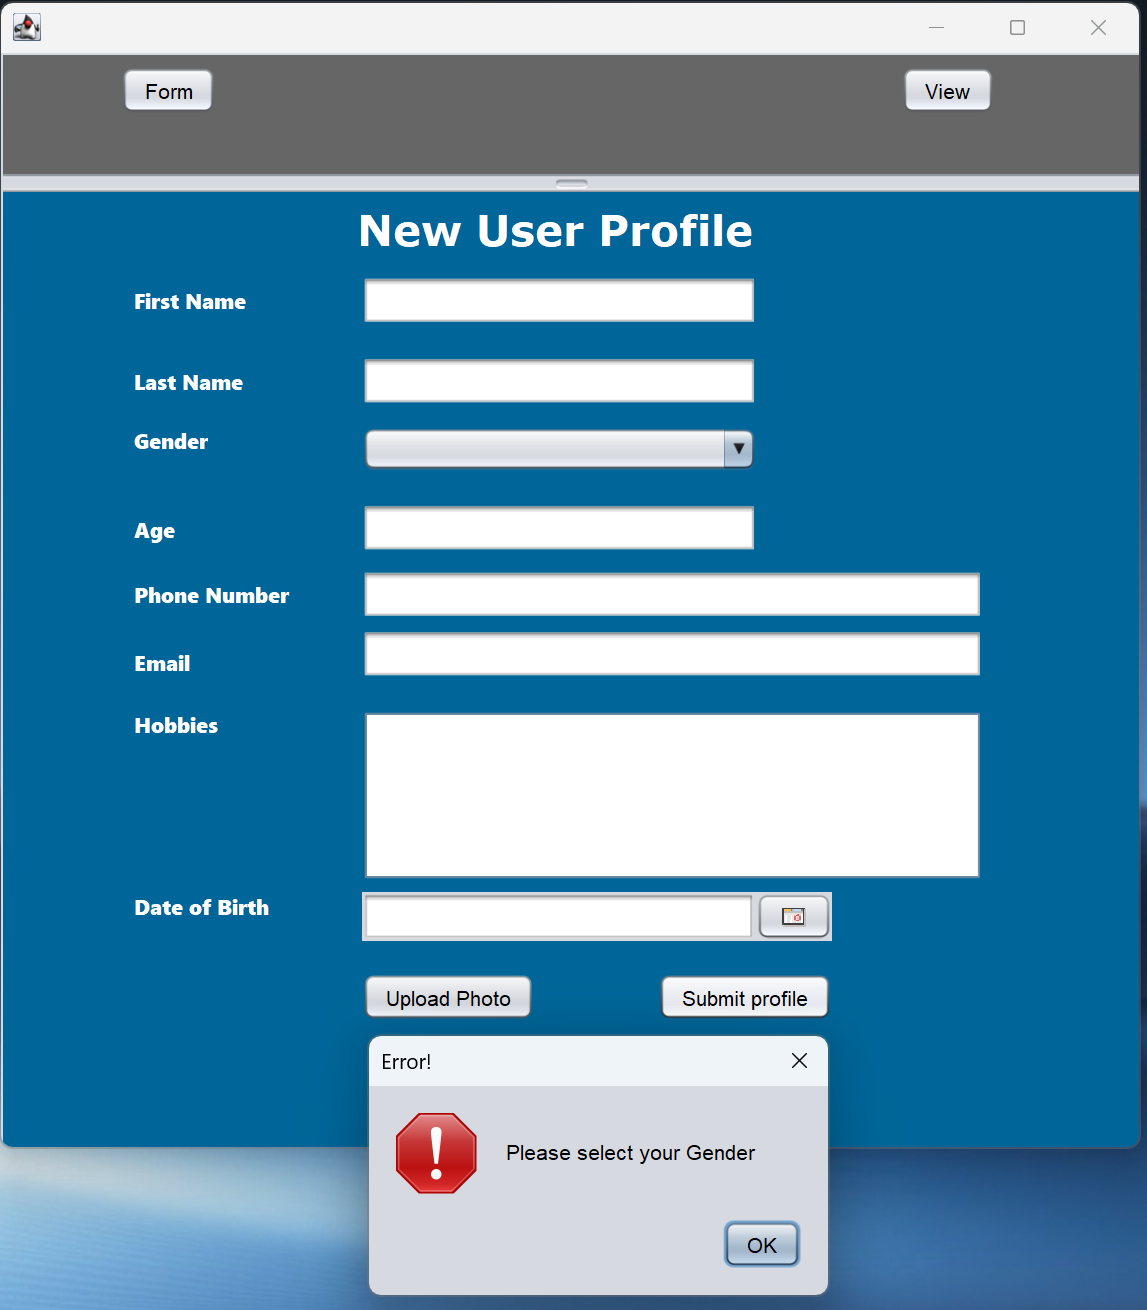 Form
View
New User Profile
First Name
Last Name
Gender
Age
Phone Number
Email
Hobbies
Date of Birth
Upload Photo
Submit profile
Error!
Please select your Gender
OK